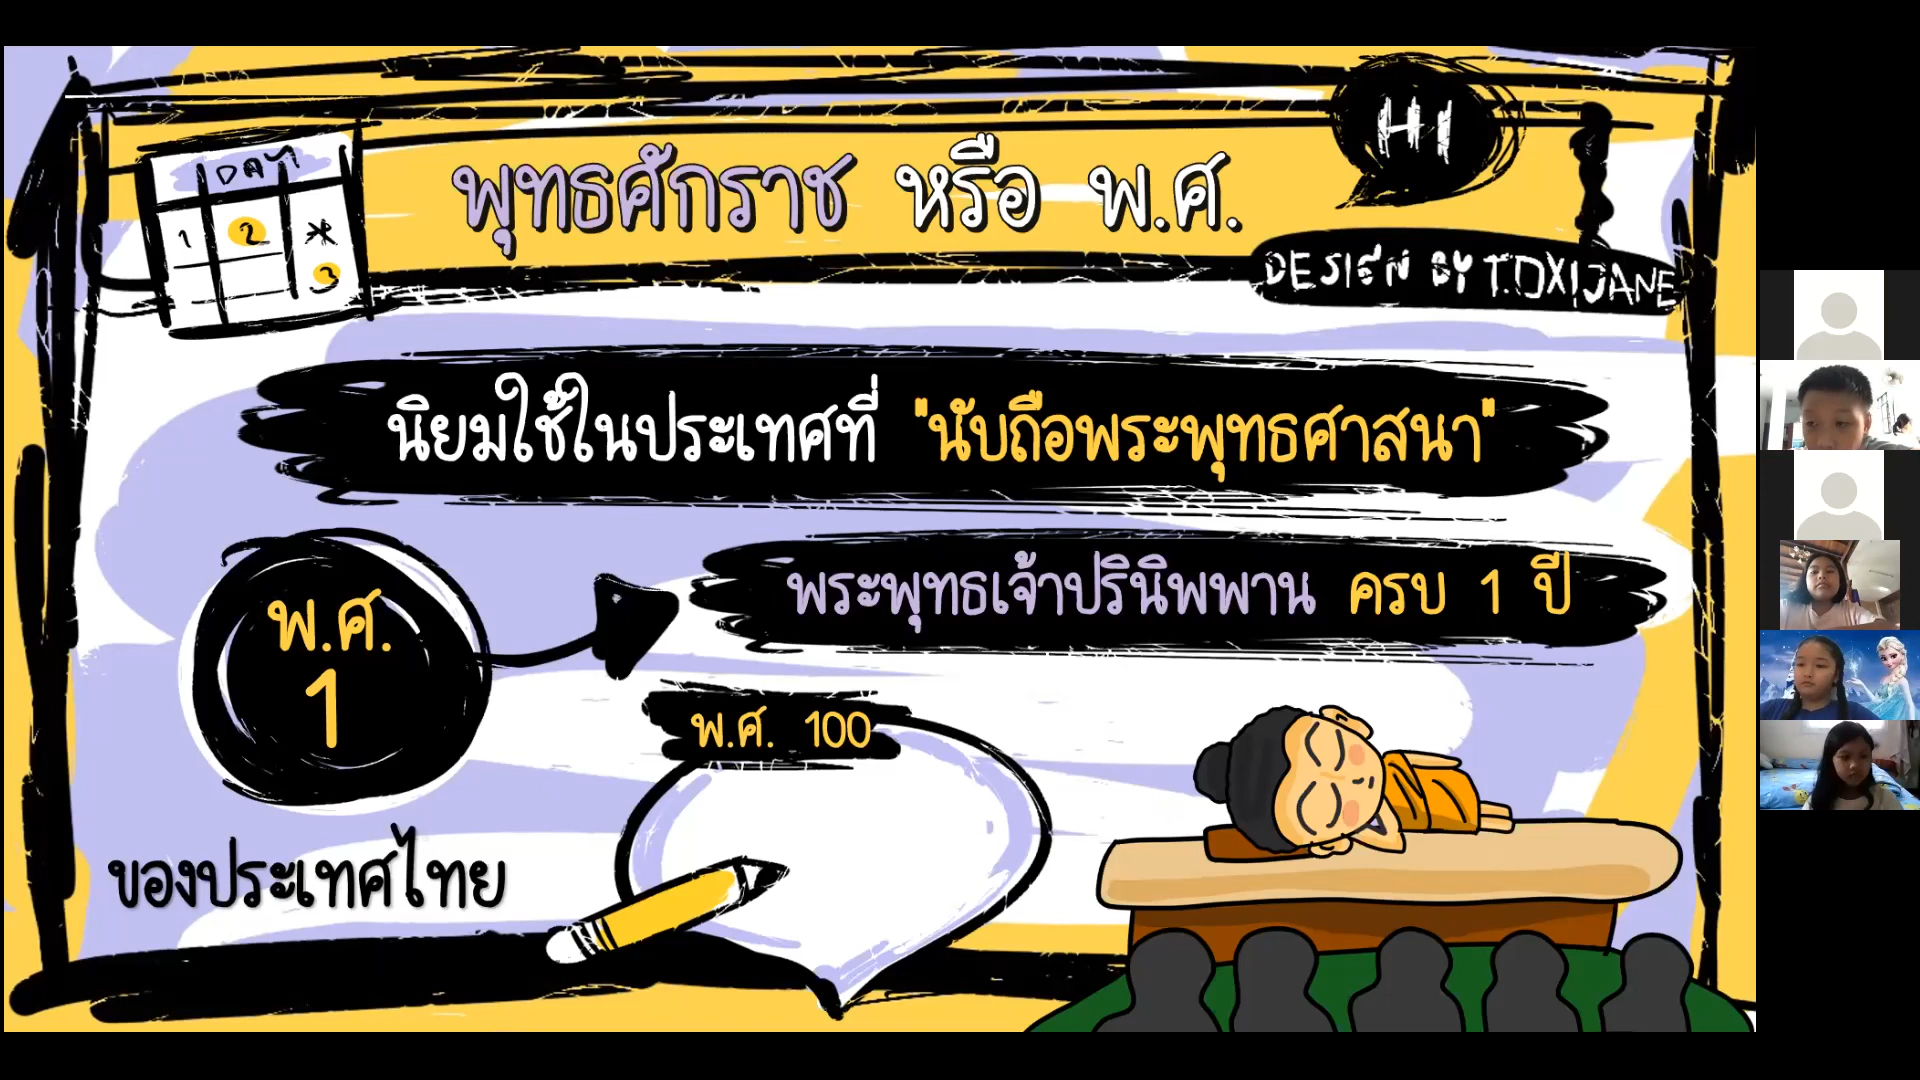 HI
DAY
1 2
3
พุทธศักราช หรือ พ.ศ.
DESIGN BY T.OXIJANE
นิยมใช้ในประเทศที่ "นับถือพระพุทธศาสนา"
พ.ศ.
1
พระพุทธเจ้าปรินิพพาน ครบ 1 ปี
พ.ศ. 100
ของประเทศไทย